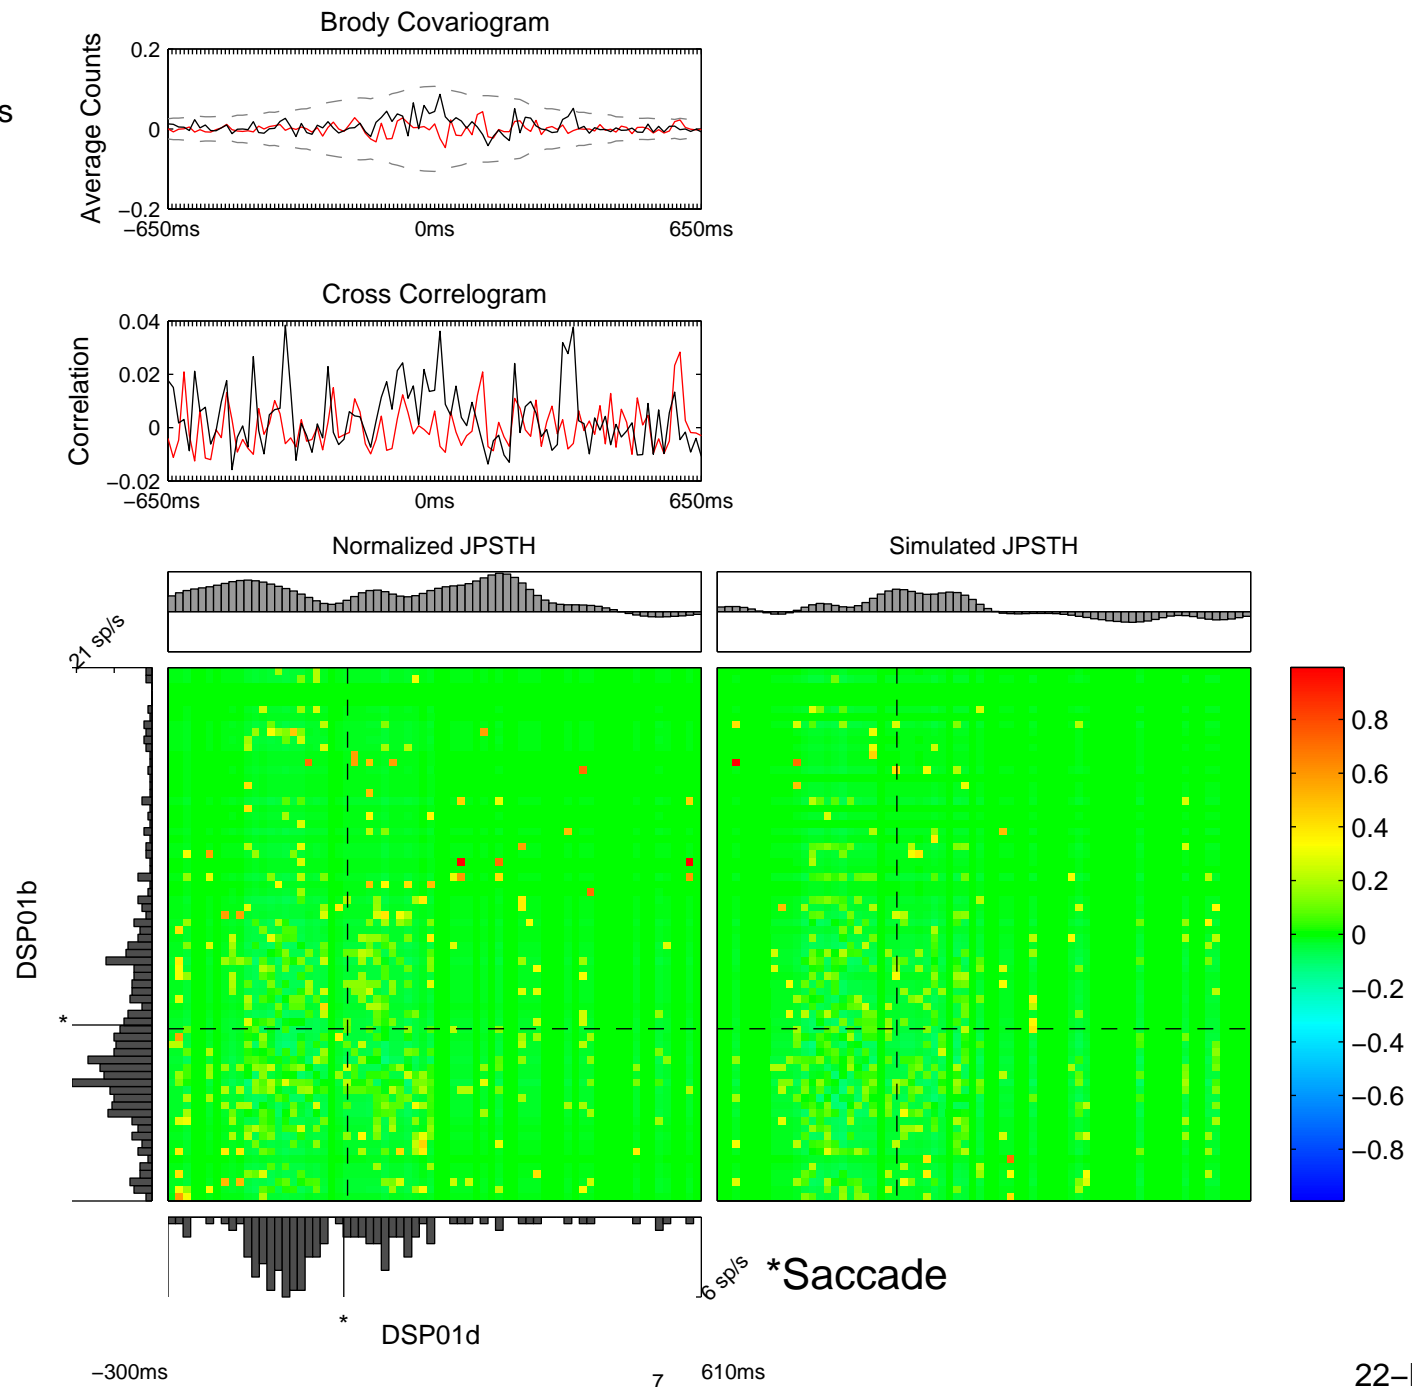 Brody Covariogram
s
Average Counts
0.2
0
−0.2
−650ms 0ms 650ms
Cross Correlogram
Correlation
0.04
0.02
0
−0.02
−650ms 0ms 650ms
Normalized JPSTH Simulated JPSTH
21 sp/s
DSP01b
*
0.8
0.6
0.4
0.2
0
−0.2
−0.4
−0.6
−0.8
6 sp/s
*Saccade
*
DSP01d
−300ms 7 610ms